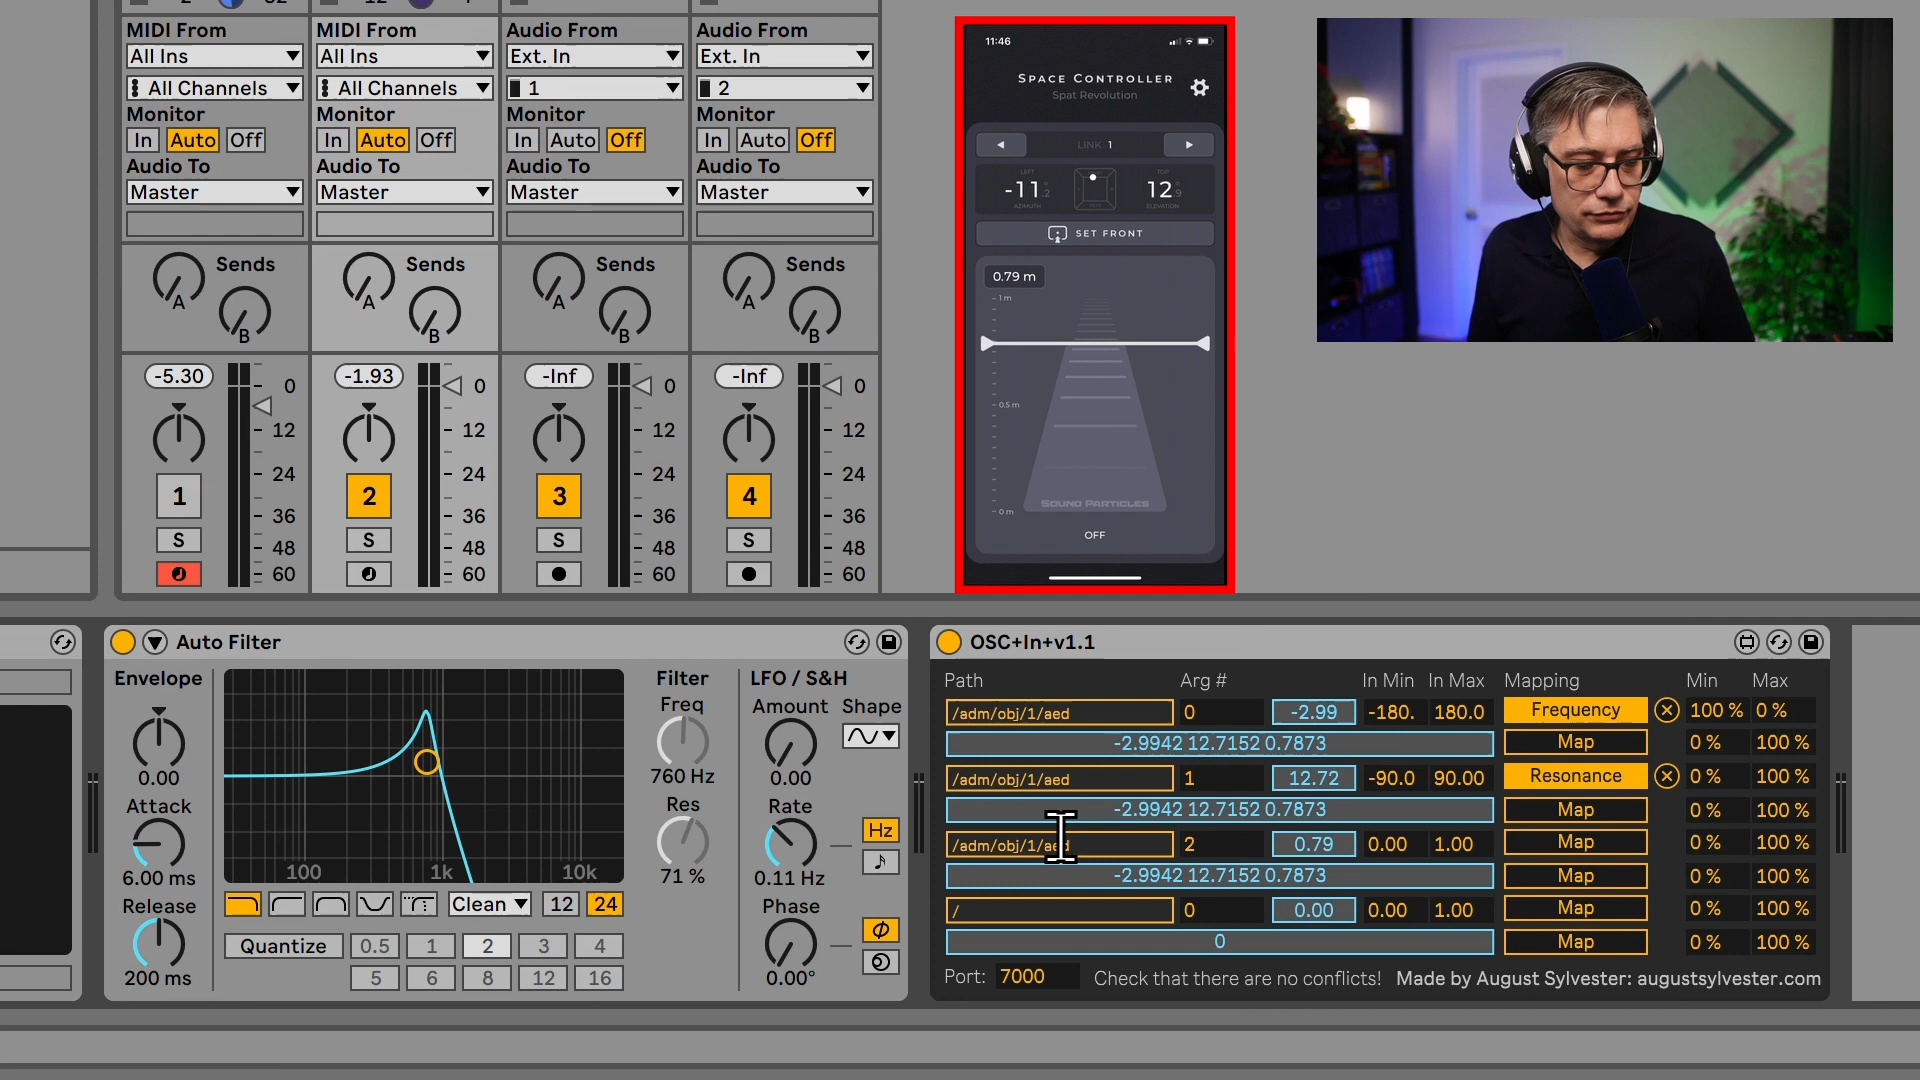 MIDI From
All Ins
All Channels
Monitor
In Auto Off
Audio To
Master
Sends
A
B
-5.30
0
12
24
36
48
60
1
S
MIDI From
All Ins
All Channels
Monitor
In Auto Off
Audio To
Master
Sends
A
B
-1.93
0
12
24
36
48
60
2
S
Audio From
Ext. In
1
Monitor
In Auto Off
Audio To
Master
Sends
A
B
-Inf
0
12
24
36
48
60
3
S
Audio From
Ext. In
2
Monitor
In Auto Off
Audio To
Master
Sends
A
B
-Inf
0
12
24
36
48
60
4
S
11:46
SPACE CONTROLLER
Spat Revolution
LINK 1
LEFT
-11.2°
AZIMUTH
TOP
12.9°
ELEVATION
SET FRONT
0.79 m
1 m
0.5 m
0 m
SOUND PARTICLES
OFF
Auto Filter
Envelope
0.00
Attack
6.00 ms
Release
200 ms
100 1k 10k
Clean 12 24
Quantize 0.5 1 2 3 4
5 6 8 12 16
Filter
Freq
760 Hz
Res
71 %
LFO / S&H
Amount Shape
0.00
Rate
Hz
0.11 Hz
Phase
0.00°
OSC+In+v1.1
Path Arg # In Min In Max Mapping Min Max
/adm/obj/1/aed 0 -2.99 -180. 180.0 Frequency 100 % 0 %
-2.9942 12.7152 0.7873 Map 0 % 100 %
/adm/obj/1/aed 1 12.72 -90.0 90.00 Resonance 0 % 100 %
-2.9942 12.7152 0.7873 Map 0 % 100 %
/adm/obj/1/aed 2 0.79 0.00 1.00 Map 0 % 100 %
-2.9942 12.7152 0.7873 Map 0 % 100 %
/ 0 0.00 0.00 1.00 Map 0 % 100 %
0 Map 0 % 100 %
Port: 7000 Check that there are no conflicts! Made by August Sylvester: augustsylvester.com